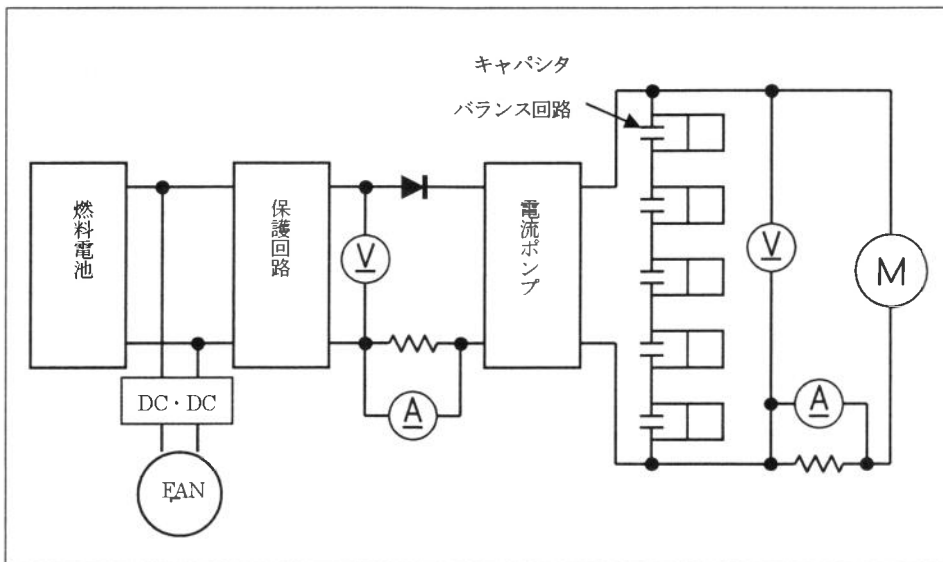 キャパシタ
バランス回路
燃料電池
保護回路
電流ポンプ
V
V
M
DC・DC
A
A
FAN